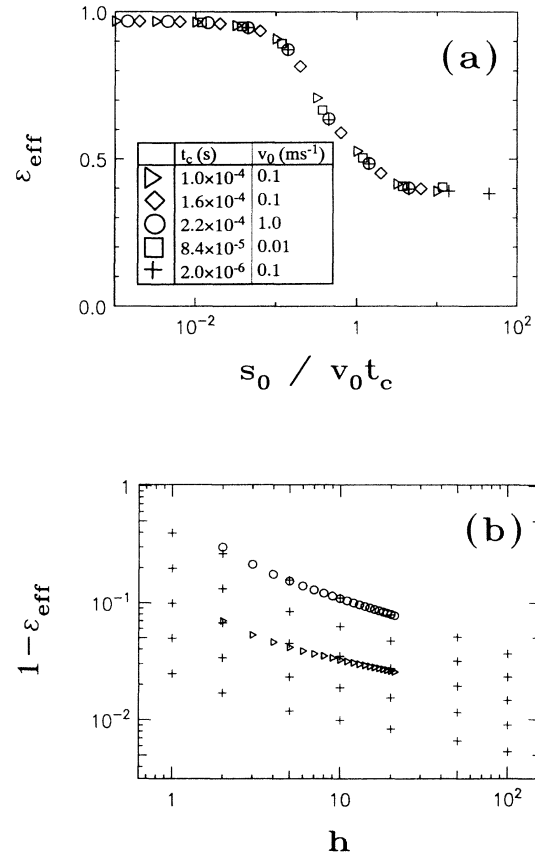 1.0
(a)
ε_eff
0.5
t_c (s) v_0 (ms^-1)
1.0×10^-4 0.1
1.6×10^-4 0.1
2.2×10^-4 1.0
8.4×10^-5 0.01
2.0×10^-6 0.1
0.0
10^-2 1 10^2
s_0 / v_0t_c
1
(b)
1-ε_eff
10^-1
10^-2
1 10 10^2
h